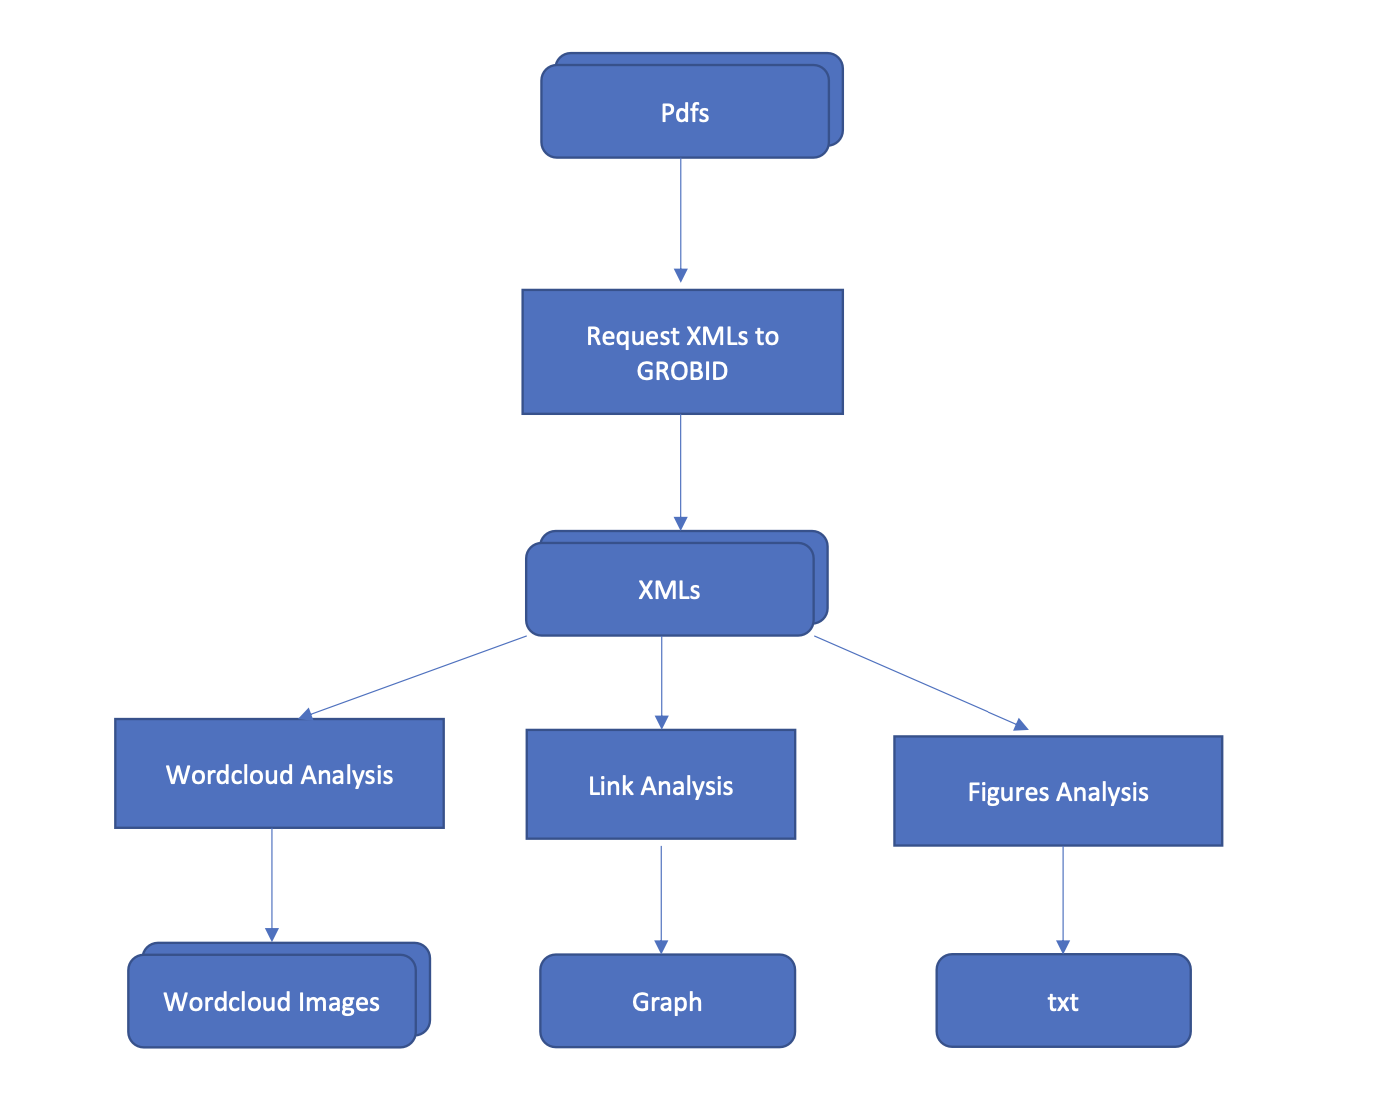 Pdfs
Request XMLs to
GROBID
XMLs
Wordcloud Analysis
Link Analysis
Figures Analysis
Wordcloud Images
Graph
txt